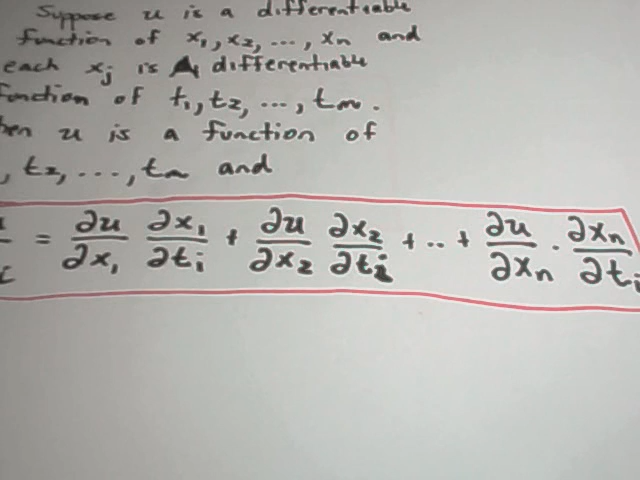 Suppose u is a differentiable
function of x₁, x₂, ..., xₙ and
each xⱼ is A differentiable
function of t₁, t₂, ..., tₘ.
hen u is a function of
, t₂, ..., tₘ and
= ∂u/∂x₁ ∂x₁/∂tᵢ + ∂u/∂x₂ ∂x₂/∂tᵢ + .. + ∂u/∂xₙ · ∂xₙ/∂tᵢ